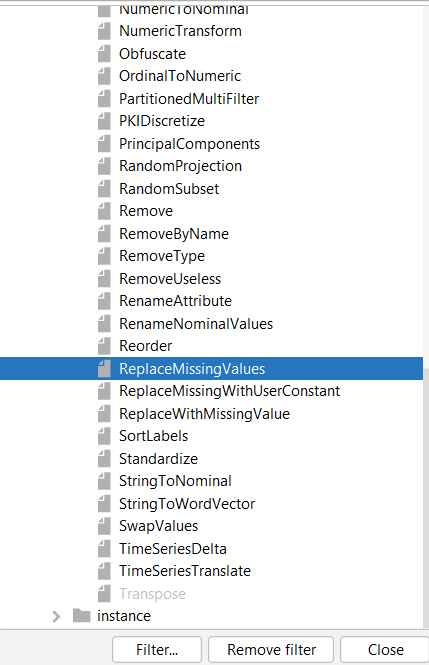 NumericToNominal
NumericTransform
Obfuscate
OrdinalToNumeric
PartitionedMultiFilter
PKIDiscretize
PrincipalComponents
RandomProjection
RandomSubset
Remove
RemoveByName
RemoveType
RemoveUseless
RenameAttribute
RenameNominalValues
Reorder
ReplaceMissingValues
ReplaceMissingWithUserConstant
ReplaceWithMissingValue
SortLabels
Standardize
StringToNominal
StringToWordVector
SwapValues
TimeSeriesDelta
TimeSeriesTranslate
Transpose
instance
Filter... Remove filter Close